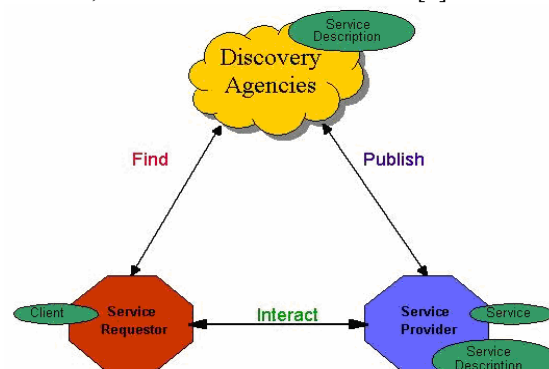 Service
Description
Discovery
Agencies
Find
Publish
Client
Service
Requestor
Interact
Service
Provider
Service
Service
Description